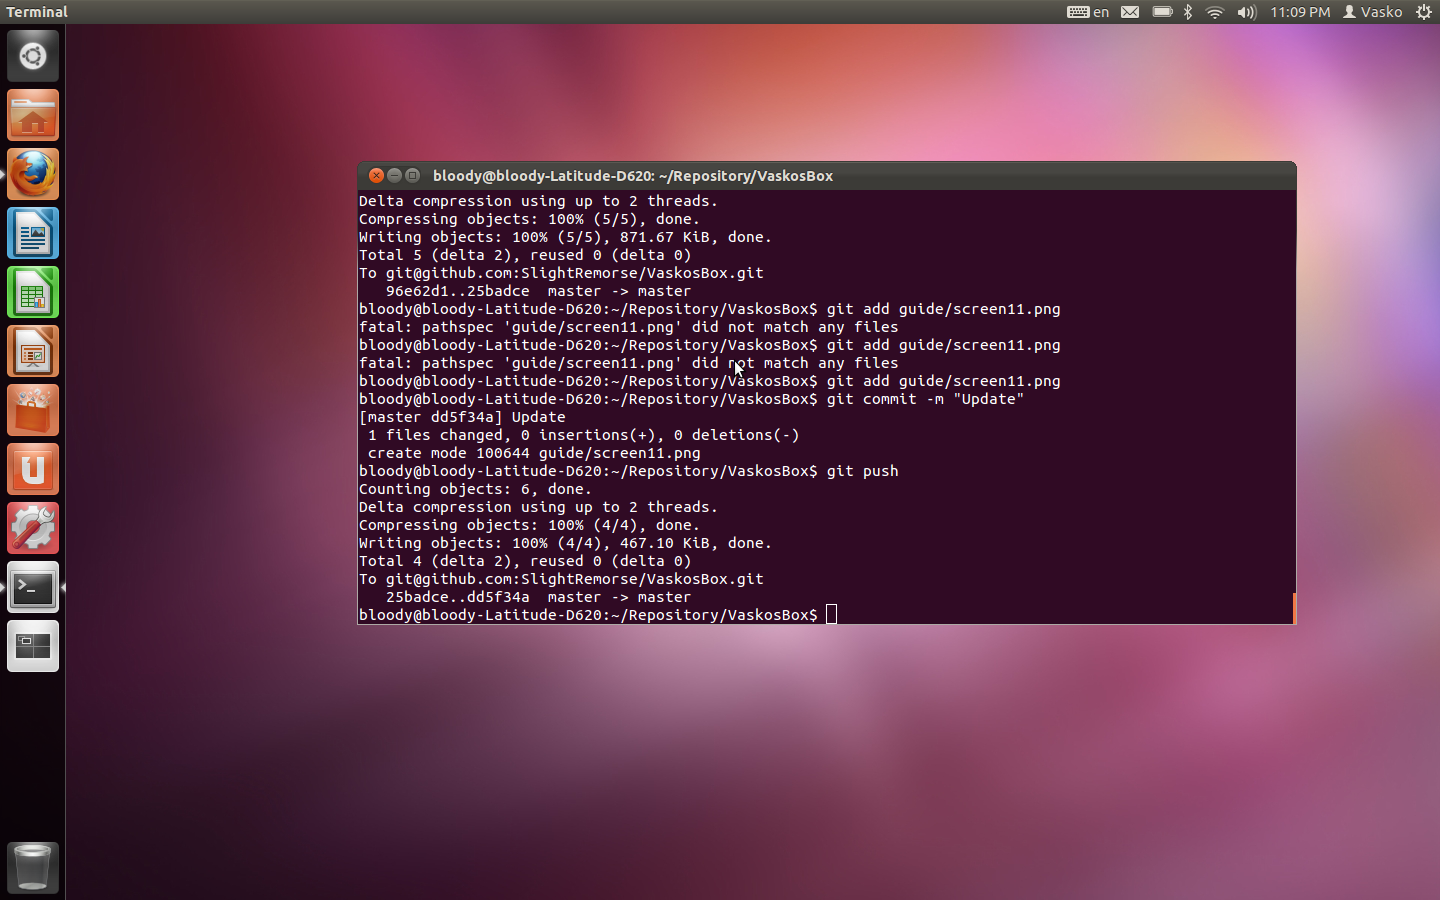 Terminal
en
11:09 PM
Vasko
bloody@bloody-Latitude-D620: ~/Repository/VaskosBox
Delta compression using up to 2 threads.
Compressing objects: 100% (5/5), done.
Writing objects: 100% (5/5), 871.67 KiB, done.
Total 5 (delta 2), reused 0 (delta 0)
To git@github.com:SlightRemorse/VaskosBox.git
   96e62d1..25badce  master -> master
bloody@bloody-Latitude-D620:~/Repository/VaskosBox$ git add guide/screen11.png
fatal: pathspec 'guide/screen11.png' did not match any files
bloody@bloody-Latitude-D620:~/Repository/VaskosBox$ git add guide/screen11.png
fatal: pathspec 'guide/screen11.png' did not match any files
bloody@bloody-Latitude-D620:~/Repository/VaskosBox$ git add guide/screen11.png
bloody@bloody-Latitude-D620:~/Repository/VaskosBox$ git commit -m "Update"
[master dd5f34a] Update
 1 files changed, 0 insertions(+), 0 deletions(-)
 create mode 100644 guide/screen11.png
bloody@bloody-Latitude-D620:~/Repository/VaskosBox$ git push
Counting objects: 6, done.
Delta compression using up to 2 threads.
Compressing objects: 100% (4/4), done.
Writing objects: 100% (4/4), 467.10 KiB, done.
Total 4 (delta 2), reused 0 (delta 0)
To git@github.com:SlightRemorse/VaskosBox.git
   25badce..dd5f34a  master -> master
bloody@bloody-Latitude-D620:~/Repository/VaskosBox$